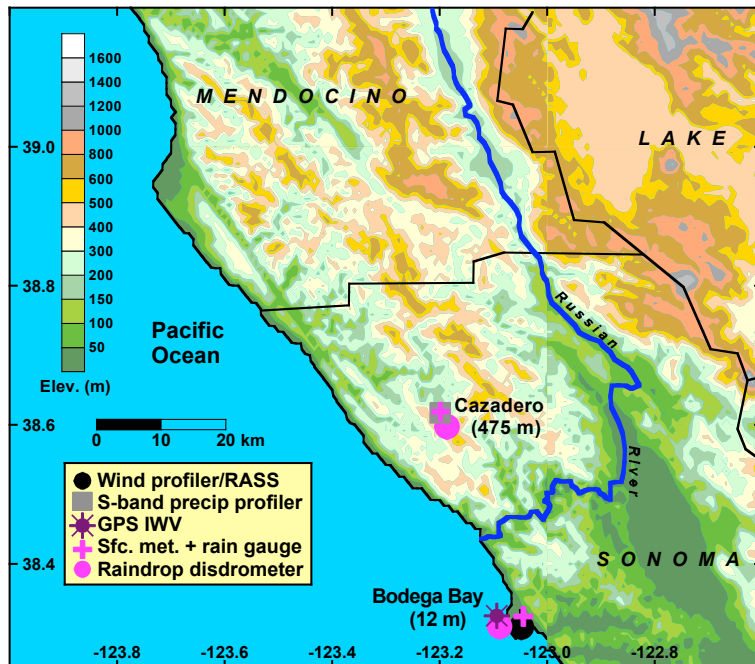 1600
1400
1200
1000
800
600
500
400
300
200
150
100
50
Elev. (m)
39.0
38.8
38.6
38.4
MENDOCINO
LAKE
Pacific
Ocean
Russian
River
0 10 20 km
Cazadero
(475 m)
Wind profiler/RASS
S-band precip profiler
GPS IWV
Sfc. met. + rain gauge
Raindrop disdrometer
SONOMA
Bodega Bay
(12 m)
-123.8 -123.6 -123.4 -123.2 -123.0 -122.8